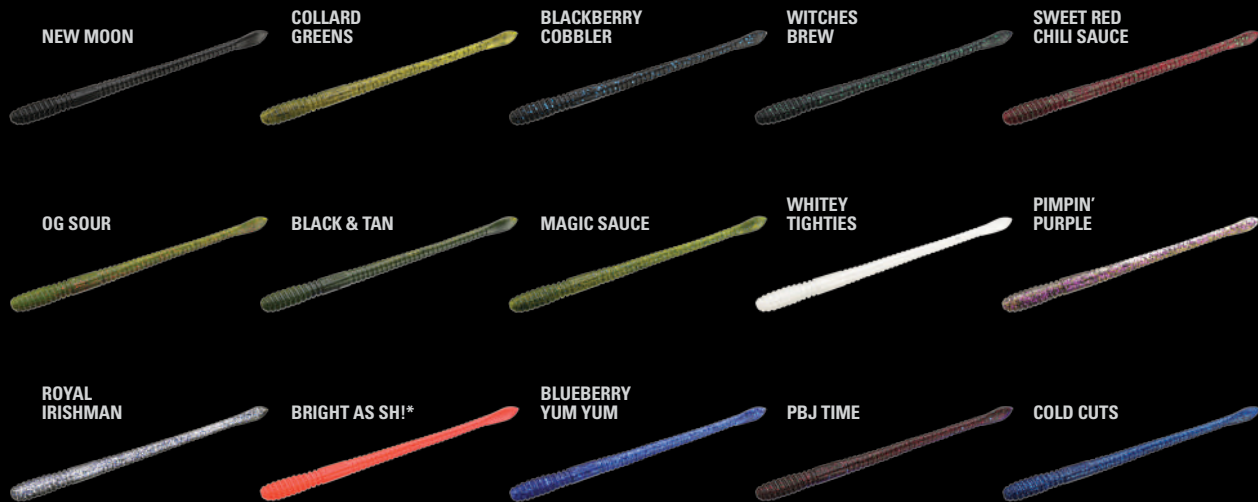 NEW MOON
COLLARD
GREENS
BLACKBERRY
COBBLER
WITCHES
BREW
SWEET RED
CHILI SAUCE
OG SOUR
BLACK & TAN
MAGIC SAUCE
WHITEY
TIGHTIES
PIMPIN'
PURPLE
ROYAL
IRISHMAN
BRIGHT AS SH!*
BLUEBERRY
YUM YUM
PBJ TIME
COLD CUTS